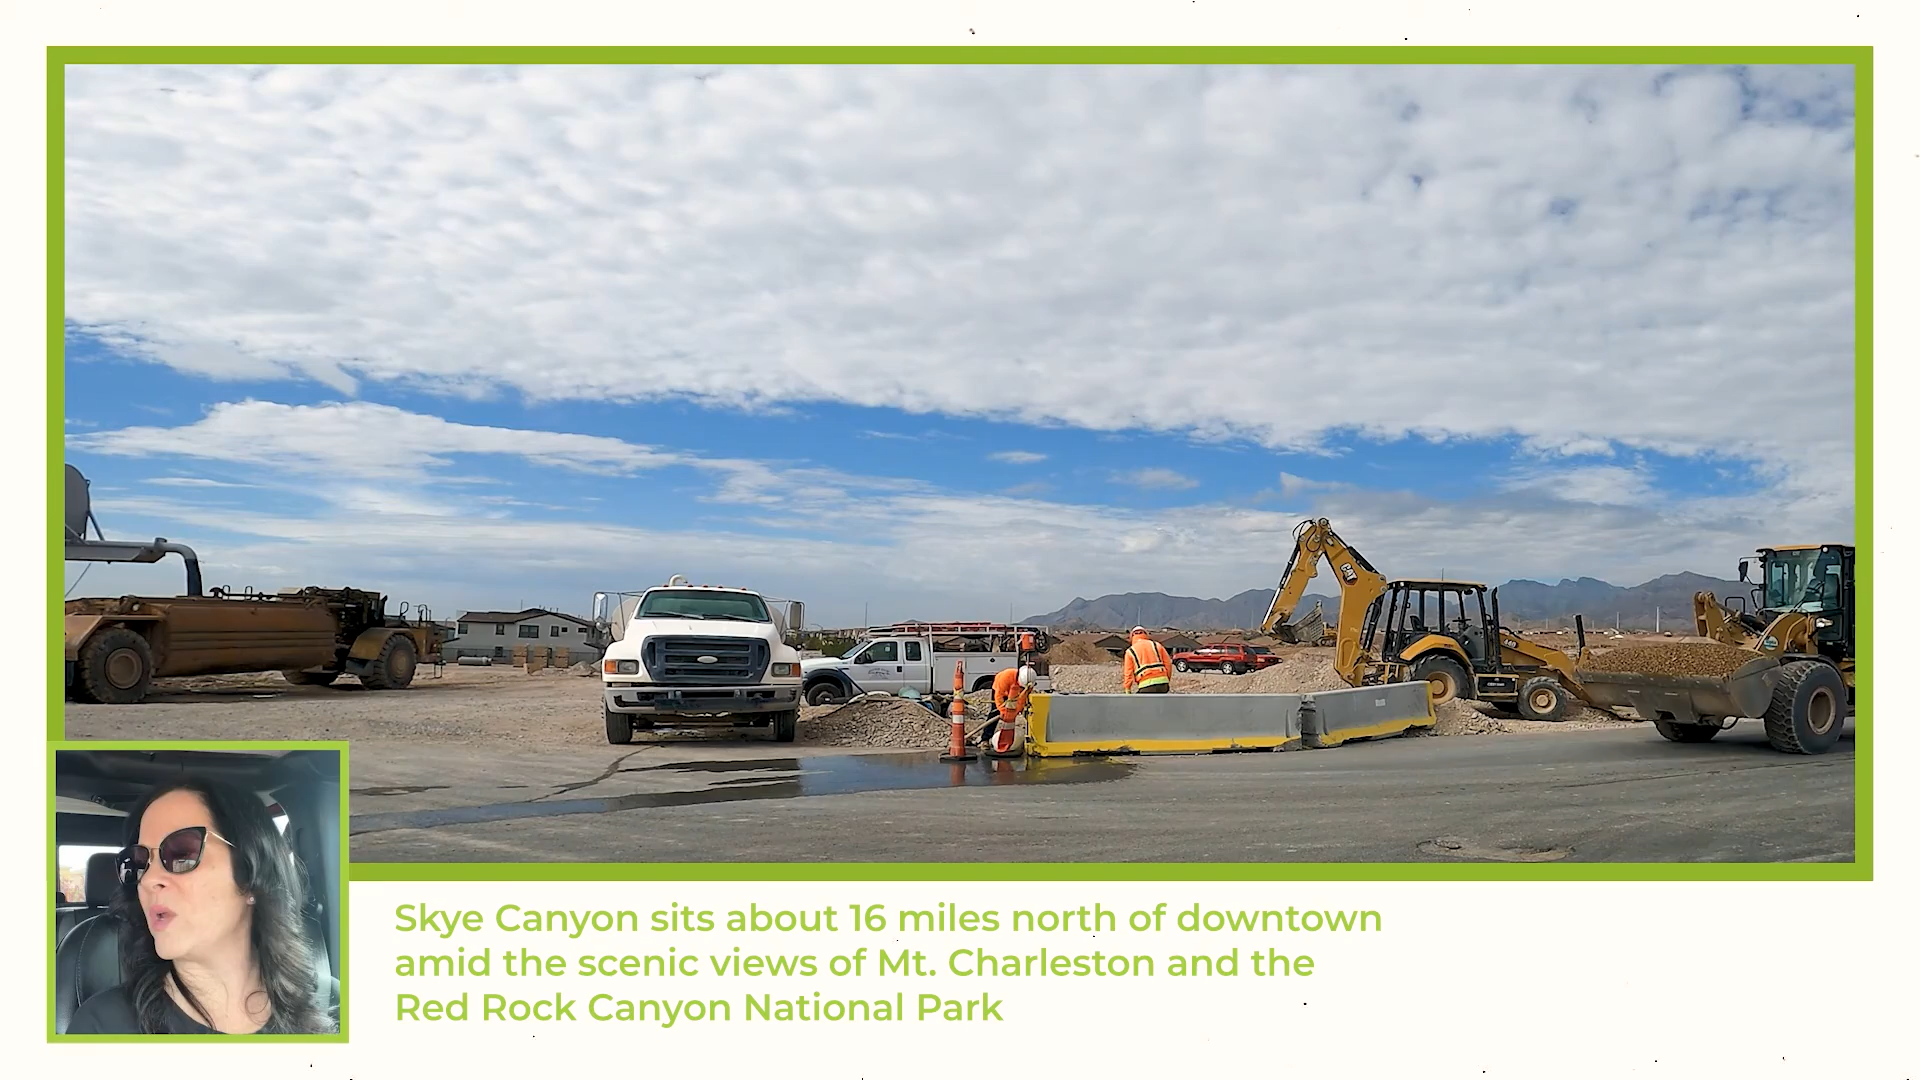 Skye Canyon sits about 16 miles north of downtown
amid the scenic views of Mt. Charleston and the
Red Rock Canyon National Park
CAT